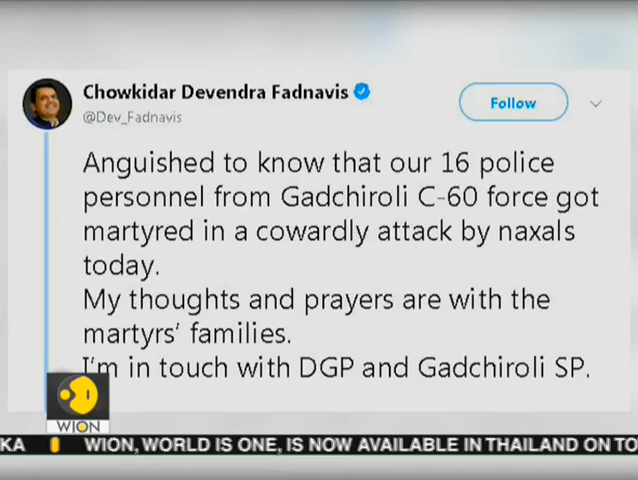 Chowkidar Devendra Fadnavis
@Dev_Fadnavis
Follow
Anguished to know that our 16 police
personnel from Gadchiroli C-60 force got
martyred in a cowardly attack by naxals
today.
My thoughts and prayers are with the
martyrs' families.
I'm in touch with DGP and Gadchiroli SP.
WION
KA WION, WORLD IS ONE, IS NOW AVAILABLE IN THAILAND ON TO